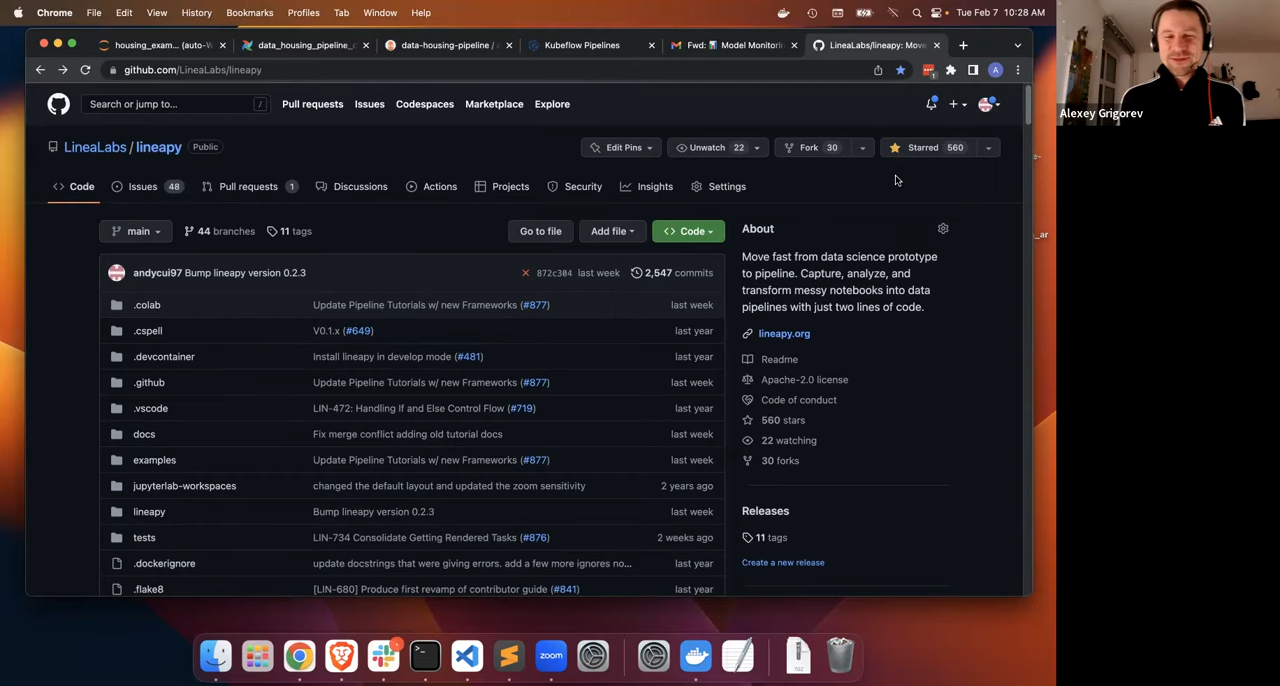 Chrome File Edit View History Bookmarks Profiles Tab Window Help Tue Feb 7 10:28 AM
housing_exam... (auto-W data_housing_pipeline_c data-housing-pipeline / e Kubeflow Pipelines Fwd: Model Monitorin LineaLabs/lineapy: Move
github.com/LineaLabs/lineapy A
Search or jump to... / Pull requests Issues Codespaces Marketplace Explore
Alexey Grigorev
LineaLabs / lineapy Public Edit Pins Unwatch 22 Fork 30 Starred 560
Code Issues 48 Pull requests 1 Discussions Actions Projects Security Insights Settings
main 44 branches 11 tags Go to file Add file Code
andycui97 Bump lineapy version 0.2.3 872c304 last week 2,547 commits
.colab Update Pipeline Tutorials w/ new Frameworks (#877) last week
.cspell V0.1.x (#649) last year
.devcontainer Install lineapy in develop mode (#481) last year
.github Update Pipeline Tutorials w/ new Frameworks (#877) last week
.vscode LIN-472: Handling If and Else Control Flow (#719) last year
docs Fix merge conflict adding old tutorial docs last week
examples Update Pipeline Tutorials w/ new Frameworks (#877) last week
jupyterlab-workspaces changed the default layout and updated the zoom sensitivity 2 years ago
lineapy Bump lineapy version 0.2.3 last week
tests LIN-734 Consolidate Getting Rendered Tasks (#876) 2 weeks ago
.dockerignore update docstrings that were giving errors. add a few more ignores no... last year
.flake8 [LIN-680] Produce first revamp of contributor guide (#841) last year
About
Move fast from data science prototype
to pipeline. Capture, analyze, and
transform messy notebooks into data
pipelines with just two lines of code.
lineapy.org
Readme
Apache-2.0 license
Code of conduct
560 stars
22 watching
30 forks
Releases
11 tags
Create a new release
zoom